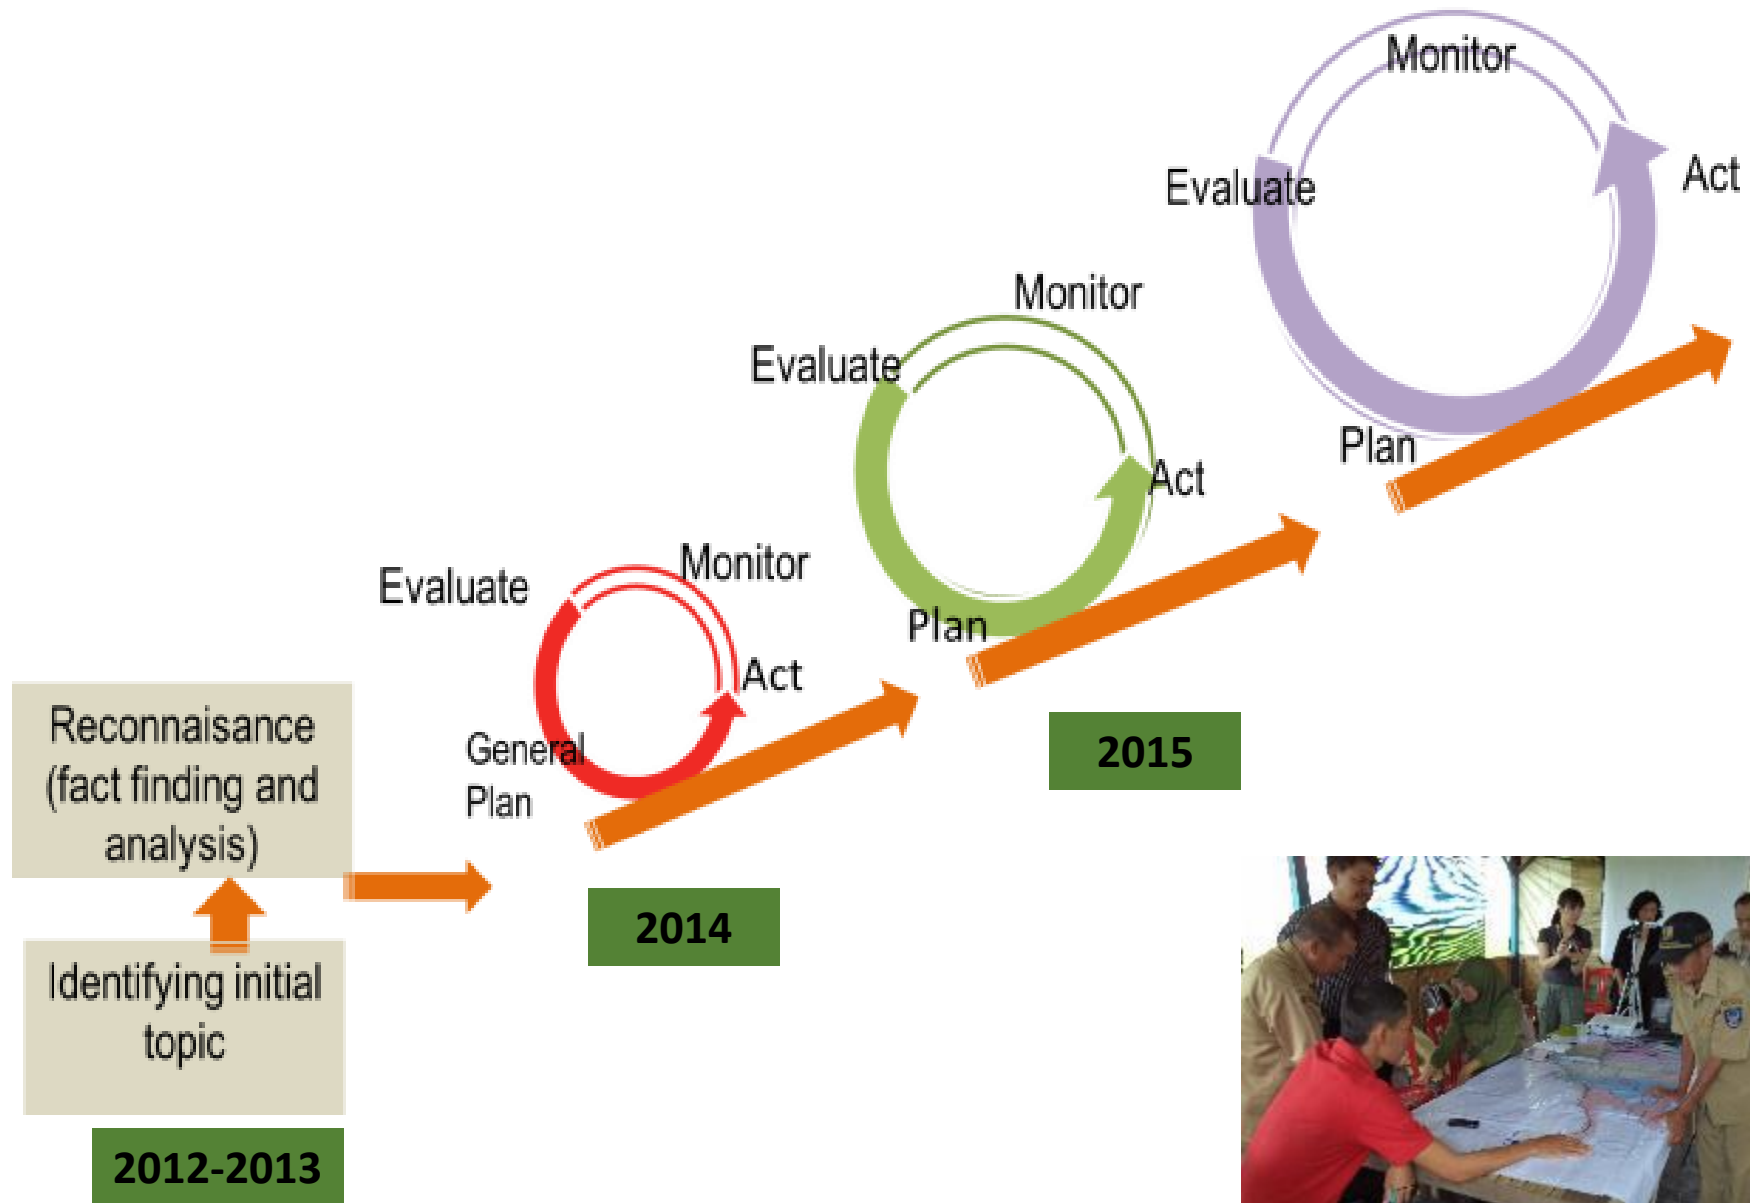 Monitor
Evaluate
Act
Plan
Monitor
Evaluate
Act
Plan
Evaluate
Monitor
Act
General
Plan
Reconnaisance
(fact finding and
analysis)
Identifying initial
topic
2012-2013
2014
2015